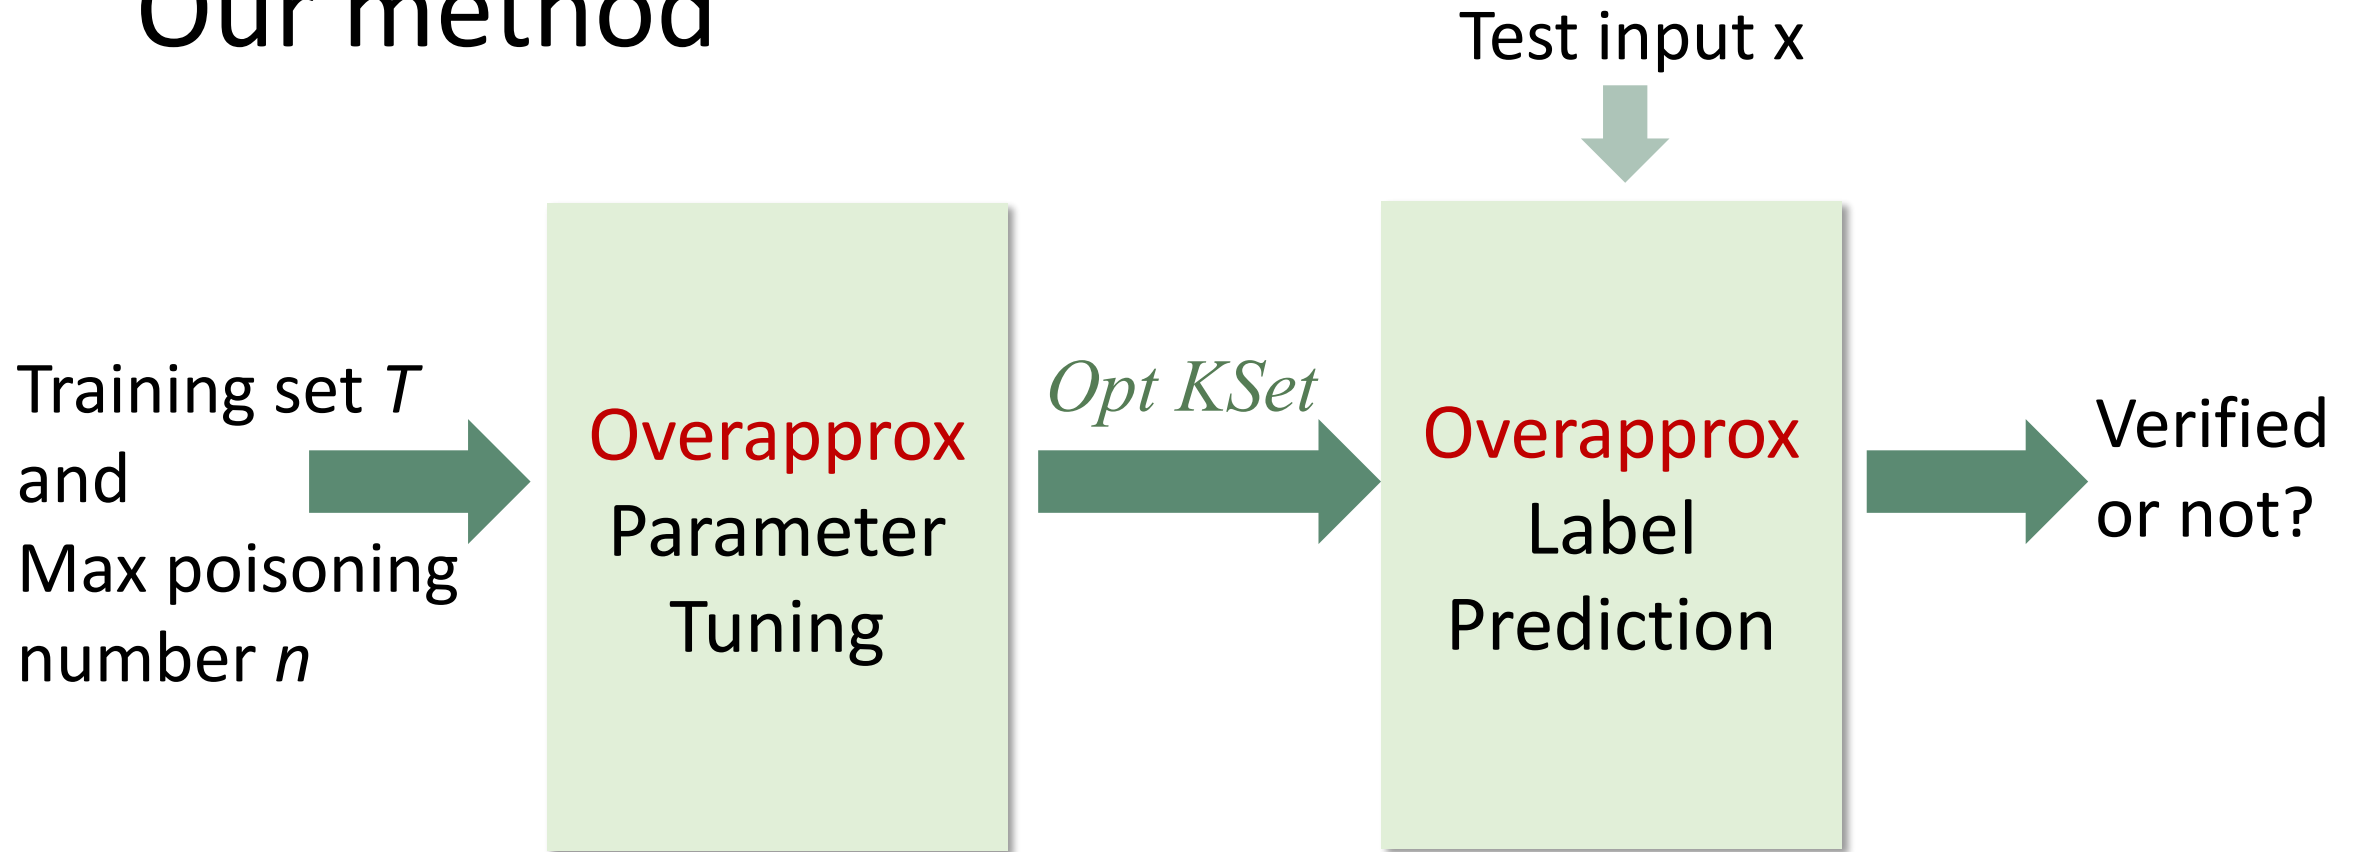 Our method
Test input x
Training set T
and
Max poisoning
number n
Overapprox
Parameter
Tuning
Opt KSet
Overapprox
Label
Prediction
Verified
or not?